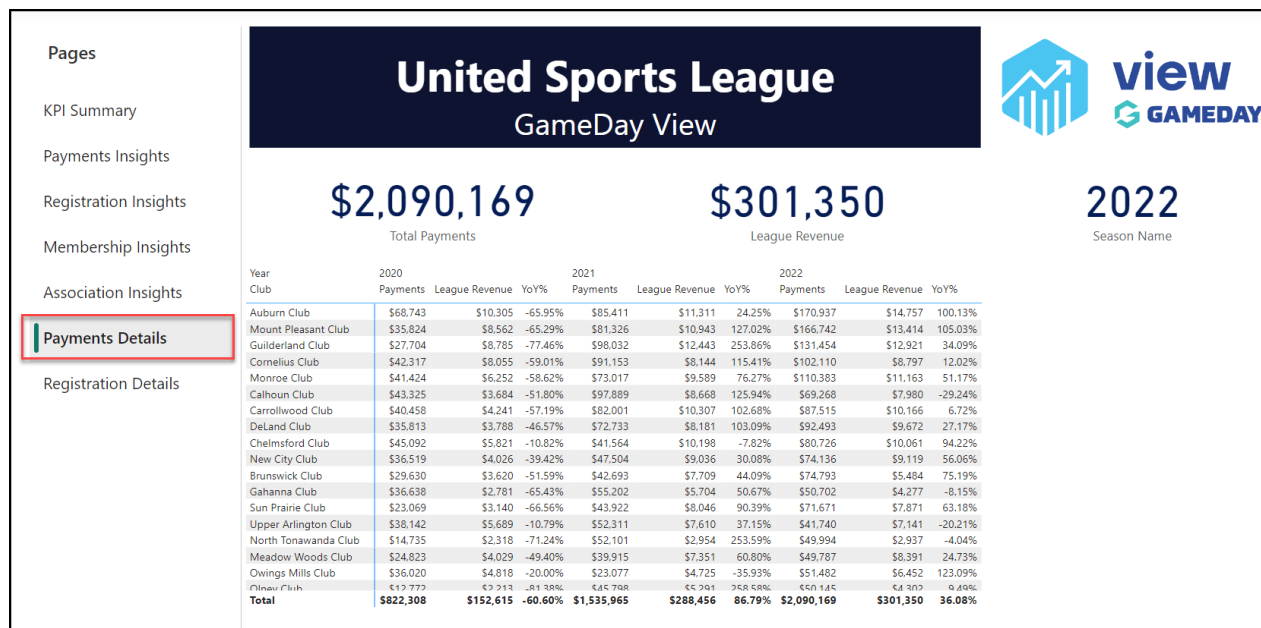 Pages
KPI Summary
Payments Insights
Registration Insights
Membership Insights
Association Insights
Payments Details
Registration Details
United Sports League
GameDay View
view
GAMEDAY
$2,090,169
Total Payments
$301,350
League Revenue
2022
Season Name
Year 2020 2021 2022
Club Payments League Revenue YoY% Payments League Revenue YoY% Payments League Revenue YoY%
Auburn Club $68,743 $10,305 -65.95% $85,411 $11,311 24.25% $170,937 $14,757 100.13%
Mount Pleasant Club $35,824 $8,562 -65.29% $81,326 $10,943 127.02% $166,742 $13,414 105.03%
Guilderland Club $27,704 $8,785 -77.46% $98,032 $12,443 253.86% $131,454 $12,921 34.09%
Cornelius Club $42,317 $8,055 -59.01% $91,153 $8,144 115.41% $102,110 $8,797 12.02%
Monroe Club $41,424 $6,252 -58.62% $73,017 $9,589 76.27% $110,383 $11,163 51.17%
Calhoun Club $43,325 $3,684 -51.80% $97,889 $8,668 125.94% $69,268 $7,980 -29.24%
Carrollwood Club $40,458 $4,241 -57.19% $82,001 $10,307 102.68% $87,515 $10,166 6.72%
DeLand Club $35,813 $3,788 -46.57% $72,733 $8,181 103.09% $92,493 $9,672 27.17%
Chelmsford Club $45,092 $5,821 -10.82% $41,564 $10,198 -7.82% $80,726 $10,061 94.22%
New City Club $36,519 $4,026 -39.42% $47,504 $9,036 30.08% $74,136 $9,119 56.06%
Brunswick Club $29,630 $3,620 -51.59% $42,693 $7,709 44.09% $74,793 $5,484 75.19%
Gahanna Club $36,638 $2,781 -65.43% $55,202 $5,704 50.67% $50,702 $4,277 -8.15%
Sun Prairie Club $23,069 $3,140 -66.56% $43,922 $8,046 90.39% $71,671 $7,871 63.18%
Upper Arlington Club $38,142 $5,689 -10.79% $52,311 $7,610 37.15% $41,740 $7,141 -20.21%
North Tonawanda Club $14,735 $2,318 -71.24% $52,101 $2,954 253.59% $49,994 $2,937 -4.04%
Meadow Woods Club $24,823 $4,029 -49.40% $39,915 $7,351 60.80% $49,787 $8,391 24.73%
Owings Mills Club $36,020 $4,818 -20.00% $23,077 $4,725 -35.93% $51,482 $6,452 123.09%
Olney Club $12,772 $2,213 -81.38% $45,798 $5,291 258.58% $50,145 $4,302 9.49%
Total $822,308 $152,615 -60.60% $1,535,965 $288,456 86.79% $2,090,169 $301,350 36.08%